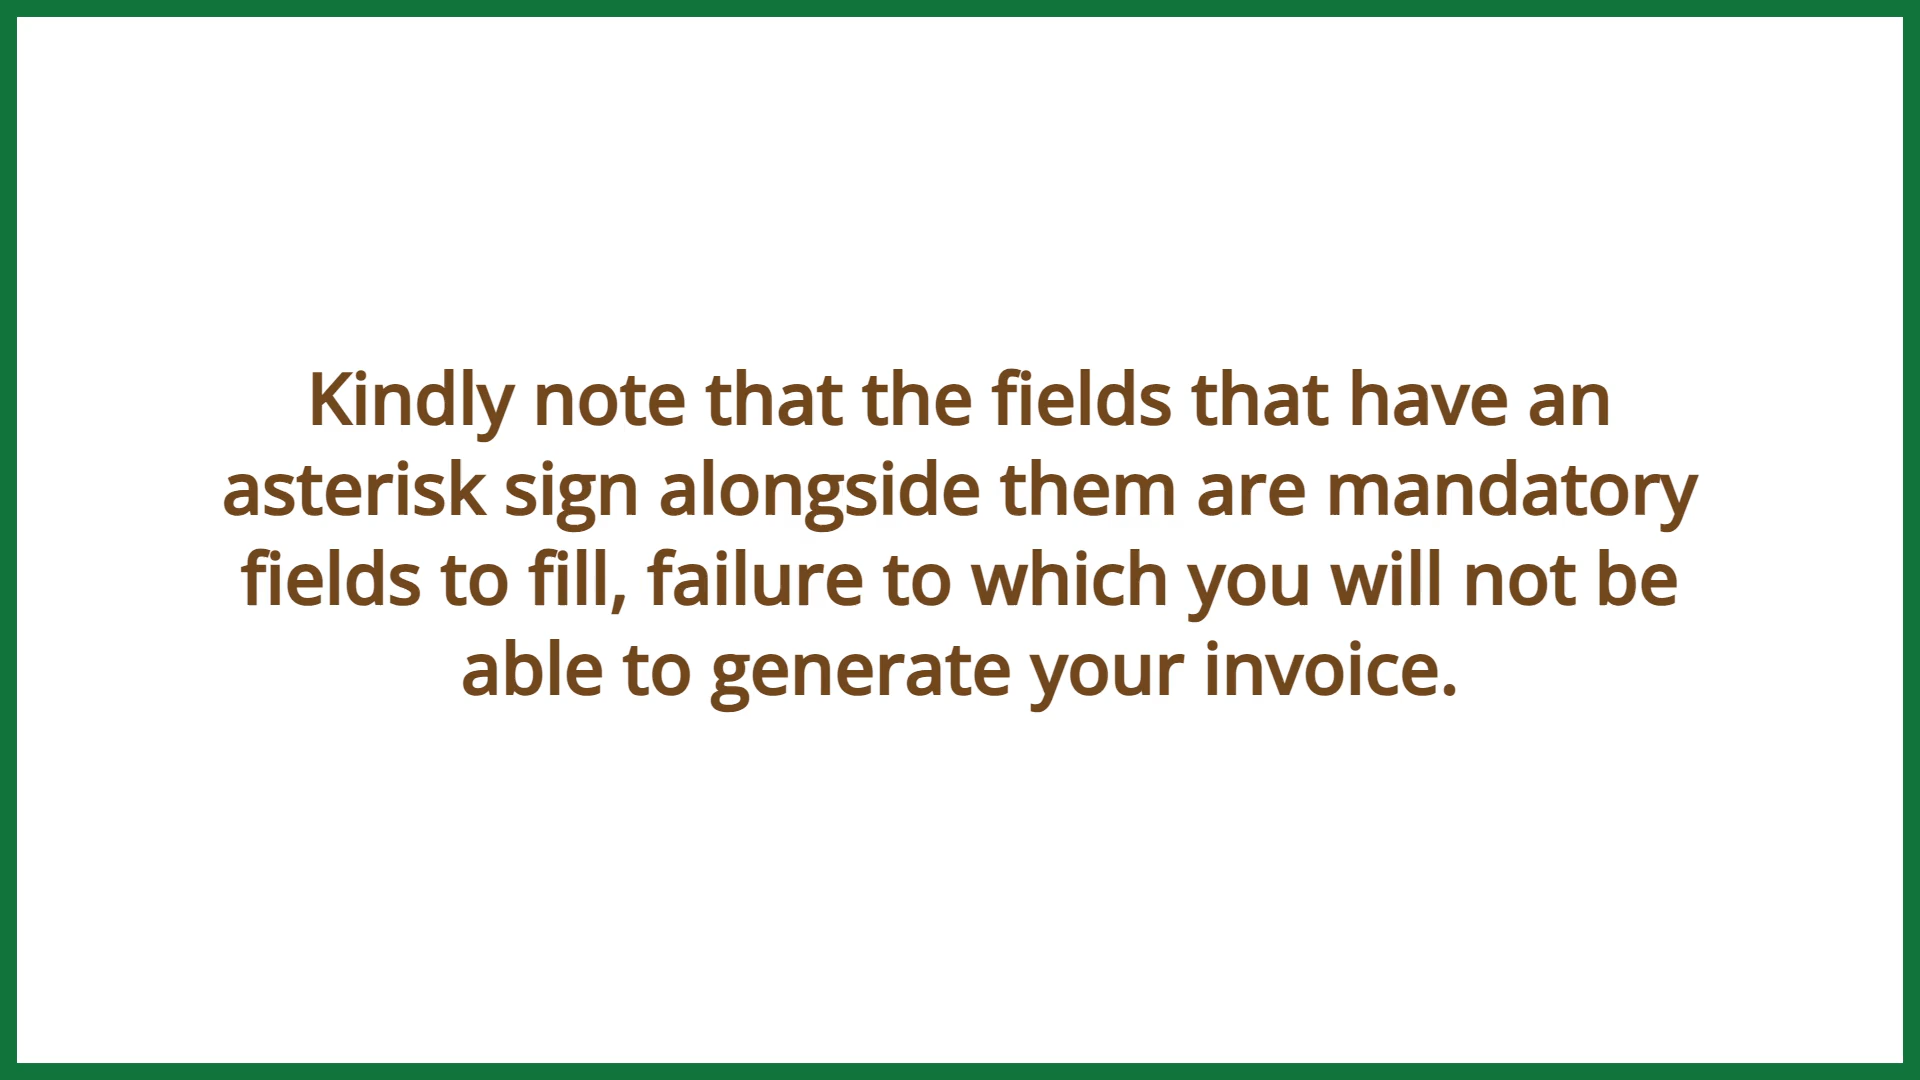 Kindly note that the fields that have an
asterisk sign alongside them are mandatory
fields to fill, failure to which you will not be
able to generate your invoice.